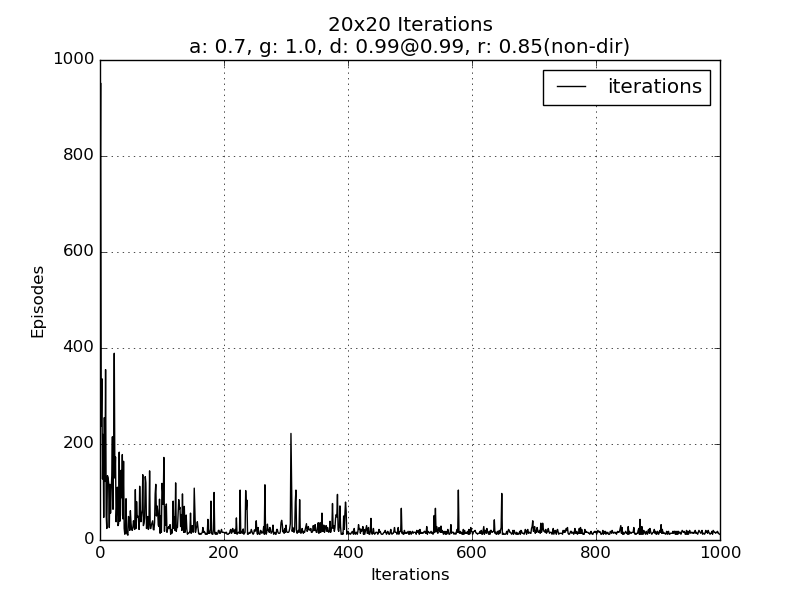 20x20 Iterations
a: 0.7, g: 1.0, d: 0.99@0.99, r: 0.85(non-dir)
iterations
1000
800
600
400
200
0
Episodes
0 200 400 600 800 1000
Iterations